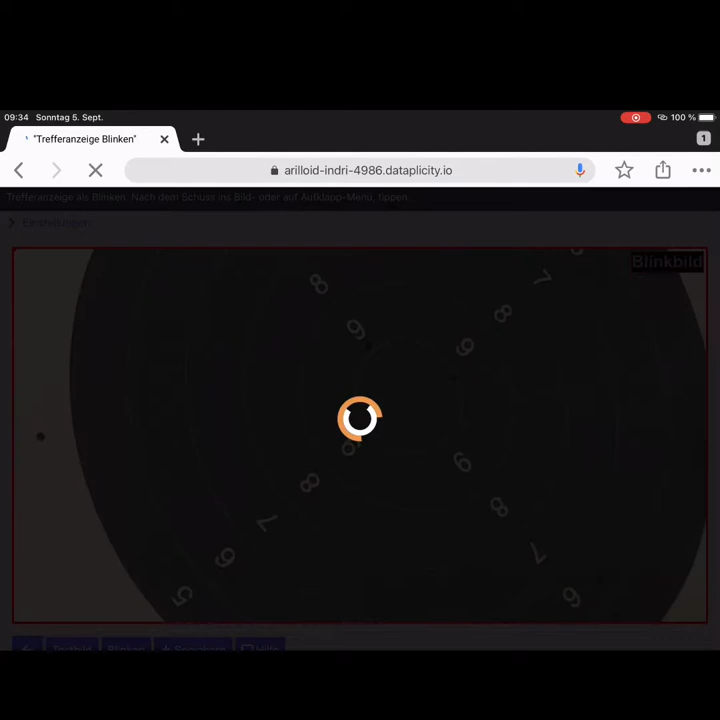 09:34 Sonntag 5. Sept. 100 %
"Trefferanzeige Blinken"
1
arilloid-indri-4986.dataplicity.io
Trefferanzeige als Blinken. Nach dem Schuss ins Bild- oder auf Aufklapp-Menü, tippen.
Einstellungen
Blinkbild
8 7
9 8
9
9 9
8 8
7 7
6 6
5
Testbild Blinken Speichern Hilfe